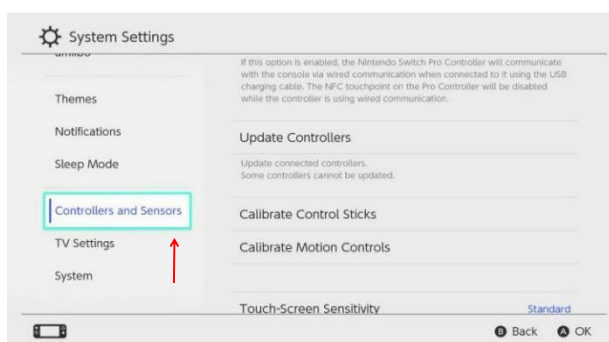 System Settings
amiibo
Themes
Notifications
Sleep Mode
Controllers and Sensors
TV Settings
System
If this option is enabled, the Nintendo Switch Pro Controller will communicate
with the console via wired communication when connected to it using the USB
charging cable. The NFC touchpoint on the Pro Controller will be disabled
while the controller is using wired communication.
Update Controllers
Update connected controllers.
Some controllers cannot be updated.
Calibrate Control Sticks
Calibrate Motion Controls
Touch-Screen Sensitivity Standard
B Back A OK